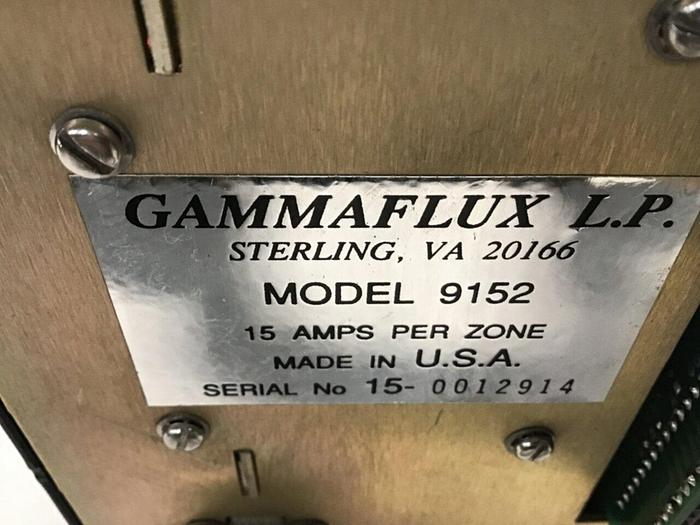 GAMMAFLUX L.P.
STERLING, VA 20166
MODEL 9152
15 AMPS PER ZONE
MADE IN U.S.A.
SERIAL No 15- 0012914